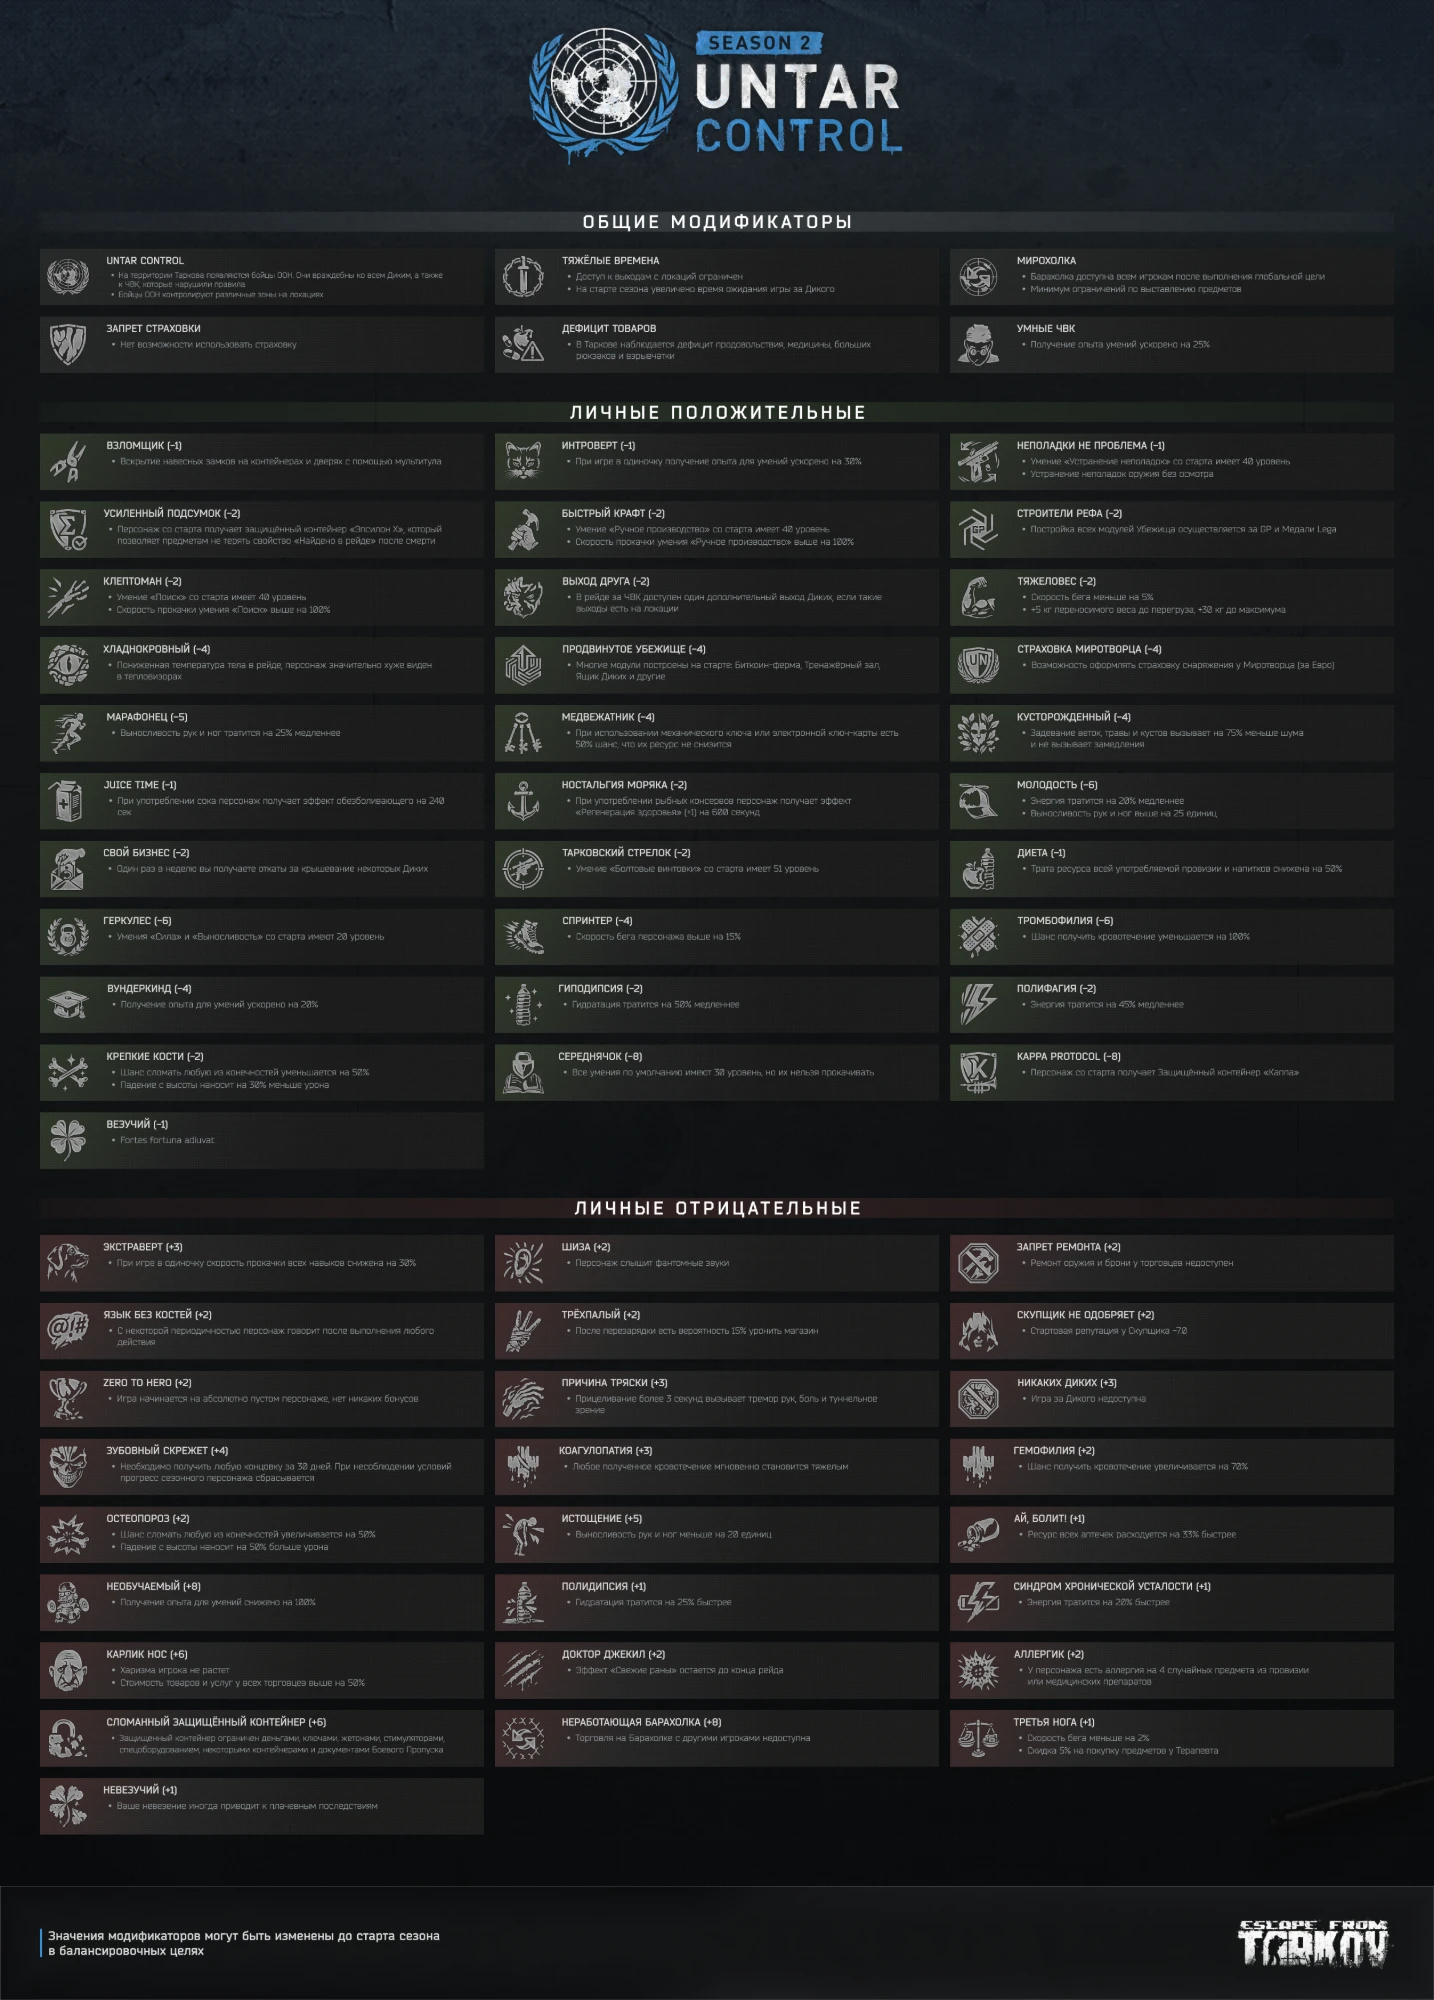 SEASON 2
UNTAR
CONTROL
ОБЩИЕ МОДИФИКАТОРЫ
UNTAR CONTROL
• На территории Таркова появляются бойцы ООН. Они враждебны ко всем Диким, а также
к ЧВК, которые нарушили правила
• Бойцы ООН контролируют различные зоны на локациях
ТЯЖЁЛЫЕ ВРЕМЕНА
• Доступ к выходам с локаций ограничен
• На старте сезона увеличено время ожидания игры за Дикого
МИРОХОЛКА
• Барахолка доступна всем игрокам после выполнения глобальной цели
• Минимум ограничений по выставлению предметов
ЗАПРЕТ СТРАХОВКИ
• Нет возможности использовать страховку
ДЕФИЦИТ ТОВАРОВ
• В Таркове наблюдается дефицит продовольствия, медицины, больших
рюкзаков и взрывчатки
УМНЫЕ ЧВК
• Получение опыта умений ускорено на 25%
ЛИЧНЫЕ ПОЛОЖИТЕЛЬНЫЕ
ВЗЛОМЩИК (-1)
• Вскрытие навесных замков на контейнерах и дверях с помощью мультитула
ИНТРОВЕРТ (-1)
• При игре в одиночку получение опыта для умений ускорено на 30%
НЕПОЛАДКИ НЕ ПРОБЛЕМА (-1)
• Умение «Устранение неполадок» со старта имеет 40 уровень
• Устранение неполадок оружия без осмотра
УСИЛЕННЫЙ ПОДСУМОК (-2)
• Персонаж со старта получает защищённый контейнер «Эпсилон X», который
позволяет предметам не терять свойство «Найдено в рейде» после смерти
БЫСТРЫЙ КРАФТ (-2)
• Умение «Ручное производство» со старта имеет 40 уровень
• Скорость прокачки умения «Ручное производство» выше на 100%
СТРОИТЕЛИ РЕФА (-2)
• Постройка всех модулей Убежища осуществляется за GP и Медали Lega
КЛЕПТОМАН (-2)
• Умение «Поиск» со старта имеет 40 уровень
• Скорость прокачки умения «Поиск» выше на 100%
ВЫХОД ДРУГА (-2)
• В рейде за ЧВК доступен один дополнительный выход Диких, если такие
выходы есть на локации
ТЯЖЕЛОВЕС (-2)
• Скорость бега меньше на 5%
• +5 кг переносимого веса до перегруза, +30 кг до максимума
ХЛАДНОКРОВНЫЙ (-4)
• Пониженная температура тела в рейде, персонаж значительно хуже виден
в тепловизорах
ПРОДВИНУТОЕ УБЕЖИЩЕ (-4)
• Многие модули построены на старте: Биткоин-ферма, Тренажёрный зал,
Ящик Диких и другие
СТРАХОВКА МИРОТВОРЦА (-4)
• Возможность оформлять страховку снаряжения у Миротворца (за Евро)
МАРАФОНЕЦ (-5)
• Выносливость рук и ног тратится на 25% медленнее
МЕДВЕЖАТНИК (-4)
• При использовании механического ключа или электронной ключ-карты есть
50% шанс, что их ресурс не снизится
КУСТОРОЖДЕННЫЙ (-4)
• Задевание веток, травы и кустов вызывает на 75% меньше шума
и не вызывает замедления
JUICE TIME (-1)
• При употреблении сока персонаж получает эффект обезболивающего на 240
сек
НОСТАЛЬГИЯ МОРЯКА (-2)
• При употреблении рыбных консервов персонаж получает эффект
«Регенерация здоровья» (+1) на 600 секунд
МОЛОДОСТЬ (-6)
• Энергия тратится на 20% медленнее
• Выносливость рук и ног выше на 25 единиц
СВОЙ БИЗНЕС (-2)
• Один раз в неделю вы получаете откаты за крышевание некоторых Диких
ТАРКОВСКИЙ СТРЕЛОК (-2)
• Умение «Болтовые винтовки» со старта имеет 51 уровень
ДИЕТА (-1)
• Трата ресурса всей употребляемой провизии и напитков снижена на 50%
ГЕРКУЛЕС (-6)
• Умения «Сила» и «Выносливость» со старта имеют 20 уровень
СПРИНТЕР (-4)
• Скорость бега персонажа выше на 15%
ТРОМБОФИЛИЯ (-6)
• Шанс получить кровотечение уменьшается на 100%
ВУНДЕРКИНД (-4)
• Получение опыта для умений ускорено на 20%
ГИПОДИПСИЯ (-2)
• Гидратация тратится на 50% медленнее
ПОЛИФАГИЯ (-2)
• Энергия тратится на 45% медленнее
КРЕПКИЕ КОСТИ (-2)
• Шанс сломать любую из конечностей уменьшается на 50%
• Падение с высоты наносит на 30% меньше урона
СЕРЕДНЯЧОК (-8)
• Все умения по умолчанию имеют 30 уровень, но их нельзя прокачивать
KAPPA PROTOCOL (-8)
• Персонаж со старта получает Защищённый контейнер «Каппа»
ВЕЗУЧИЙ (-1)
• Fortes fortuna adiuvat
ЛИЧНЫЕ ОТРИЦАТЕЛЬНЫЕ
ЭКСТРАВЕРТ (+3)
• При игре в одиночку скорость прокачки всех навыков снижена на 30%
ШИЗА (+2)
• Персонаж слышит фантомные звуки
ЗАПРЕТ РЕМОНТА (+2)
• Ремонт оружия и брони у торговцев недоступен
ЯЗЫК БЕЗ КОСТЕЙ (+2)
• С некоторой периодичностью персонаж говорит после выполнения любого
действия
ТРЁХПАЛЫЙ (+2)
• После перезарядки есть вероятность 15% уронить магазин
СКУПЩИК НЕ ОДОБРЯЕТ (+2)
• Стартовая репутация у Скупщика -7.0
ZERO TO HERO (+2)
• Игра начинается на абсолютно пустом персонаже, нет никаких бонусов
ПРИЧИНА ТРЯСКИ (+3)
• Прицеливание более 3 секунд вызывает тремор рук, боль и туннельное
зрение
НИКАКИХ ДИКИХ (+3)
• Игра за Дикого недоступна
ЗУБОВНЫЙ СКРЕЖЕТ (+4)
• Необходимо получить любую концовку за 30 дней. При несоблюдении условий
прогресс сезонного персонажа сбрасывается
КОАГУЛОПАТИЯ (+3)
• Любое полученное кровотечение мгновенно становится тяжелым
ГЕМОФИЛИЯ (+2)
• Шанс получить кровотечение увеличивается на 70%
ОСТЕОПОРОЗ (+2)
• Шанс сломать любую из конечностей увеличивается на 50%
• Падение с высоты наносит на 50% больше урона
ИСТОЩЕНИЕ (+5)
• Выносливость рук и ног меньше на 20 единиц
АЙ, БОЛИТ! (+1)
• Ресурс всех аптечек расходуется на 33% быстрее
НЕОБУЧАЕМЫЙ (+8)
• Получение опыта для умений снижено на 100%
ПОЛИДИПСИЯ (+1)
• Гидратация тратится на 25% быстрее
СИНДРОМ ХРОНИЧЕСКОЙ УСТАЛОСТИ (+1)
• Энергия тратится на 20% быстрее
КАРЛИК НОС (+6)
• Харизма игрока не растет
• Стоимость товаров и услуг у всех торговцев выше на 50%
ДОКТОР ДЖЕКИЛ (+2)
• Эффект «Свежие раны» остается до конца рейда
АЛЛЕРГИК (+2)
• У персонажа есть аллергия на 4 случайных предмета из провизии
или медицинских препаратов
СЛОМАННЫЙ ЗАЩИЩЁННЫЙ КОНТЕЙНЕР (+6)
• Защищенный контейнер ограничен деньгами, ключами, жетонами, стимуляторами,
спецоборудованием, некоторыми контейнерами и документами Боевого Пропуска
НЕРАБОТАЮЩАЯ БАРАХОЛКА (+8)
• Торговля на Барахолке с другими игроками недоступна
ТРЕТЬЯ НОГА (+1)
• Скорость бега меньше на 2%
• Скидка 5% на покупку предметов у Терапевта
НЕВЕЗУЧИЙ (+1)
• Ваше невезение иногда приводит к плачевным последствиям
Значения модификаторов могут быть изменены до старта сезона
в балансировочных целях
ESCAPE FROM
TARKOV